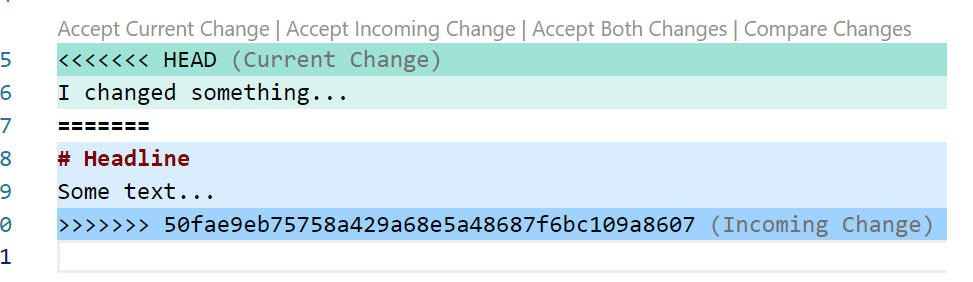 Accept Current Change | Accept Incoming Change | Accept Both Changes | Compare Changes
5 <<<<<<< HEAD (Current Change)
6 I changed something...
7 =======
8 # Headline
9 Some text...
0 >>>>>>> 50fae9eb75758a429a68e5a48687f6bc109a8607 (Incoming Change)
1